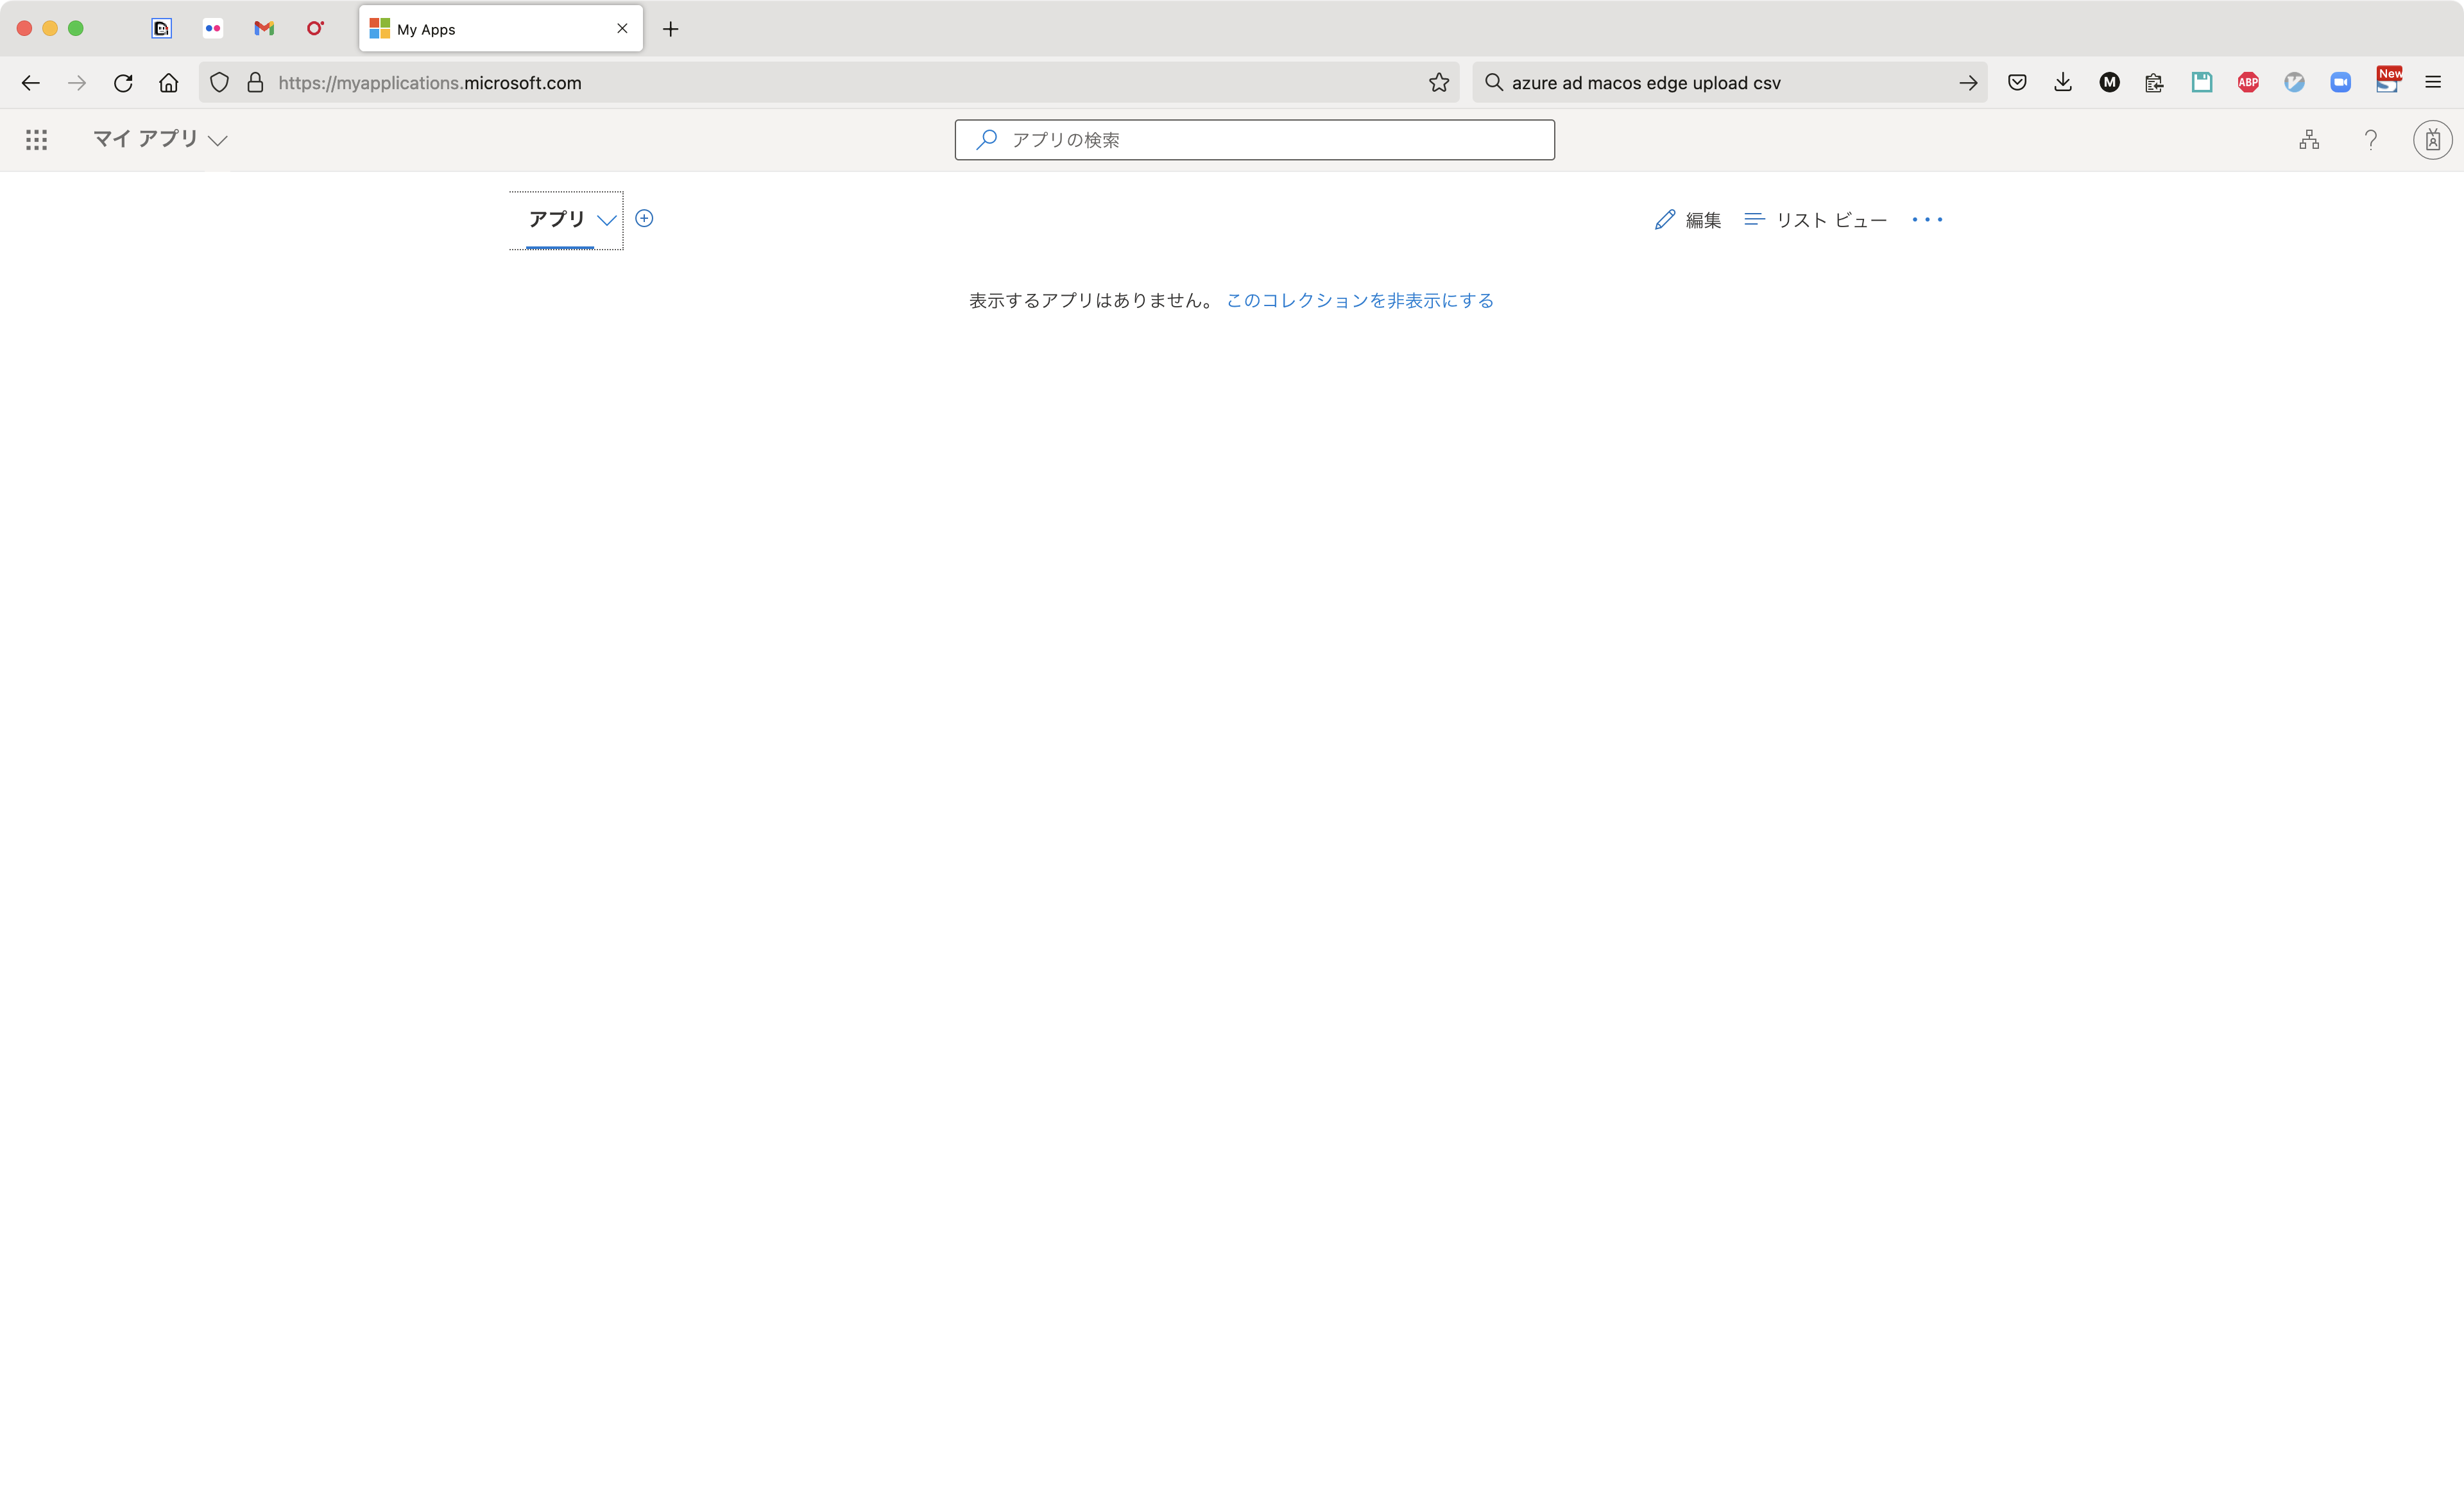 My Apps
https://myapplications.microsoft.com
azure ad macos edge upload csv
M
ABP
New
マイ アプリ
アプリの検索
アプリ
編集
リスト ビュー
表示するアプリはありません。 このコレクションを非表示にする